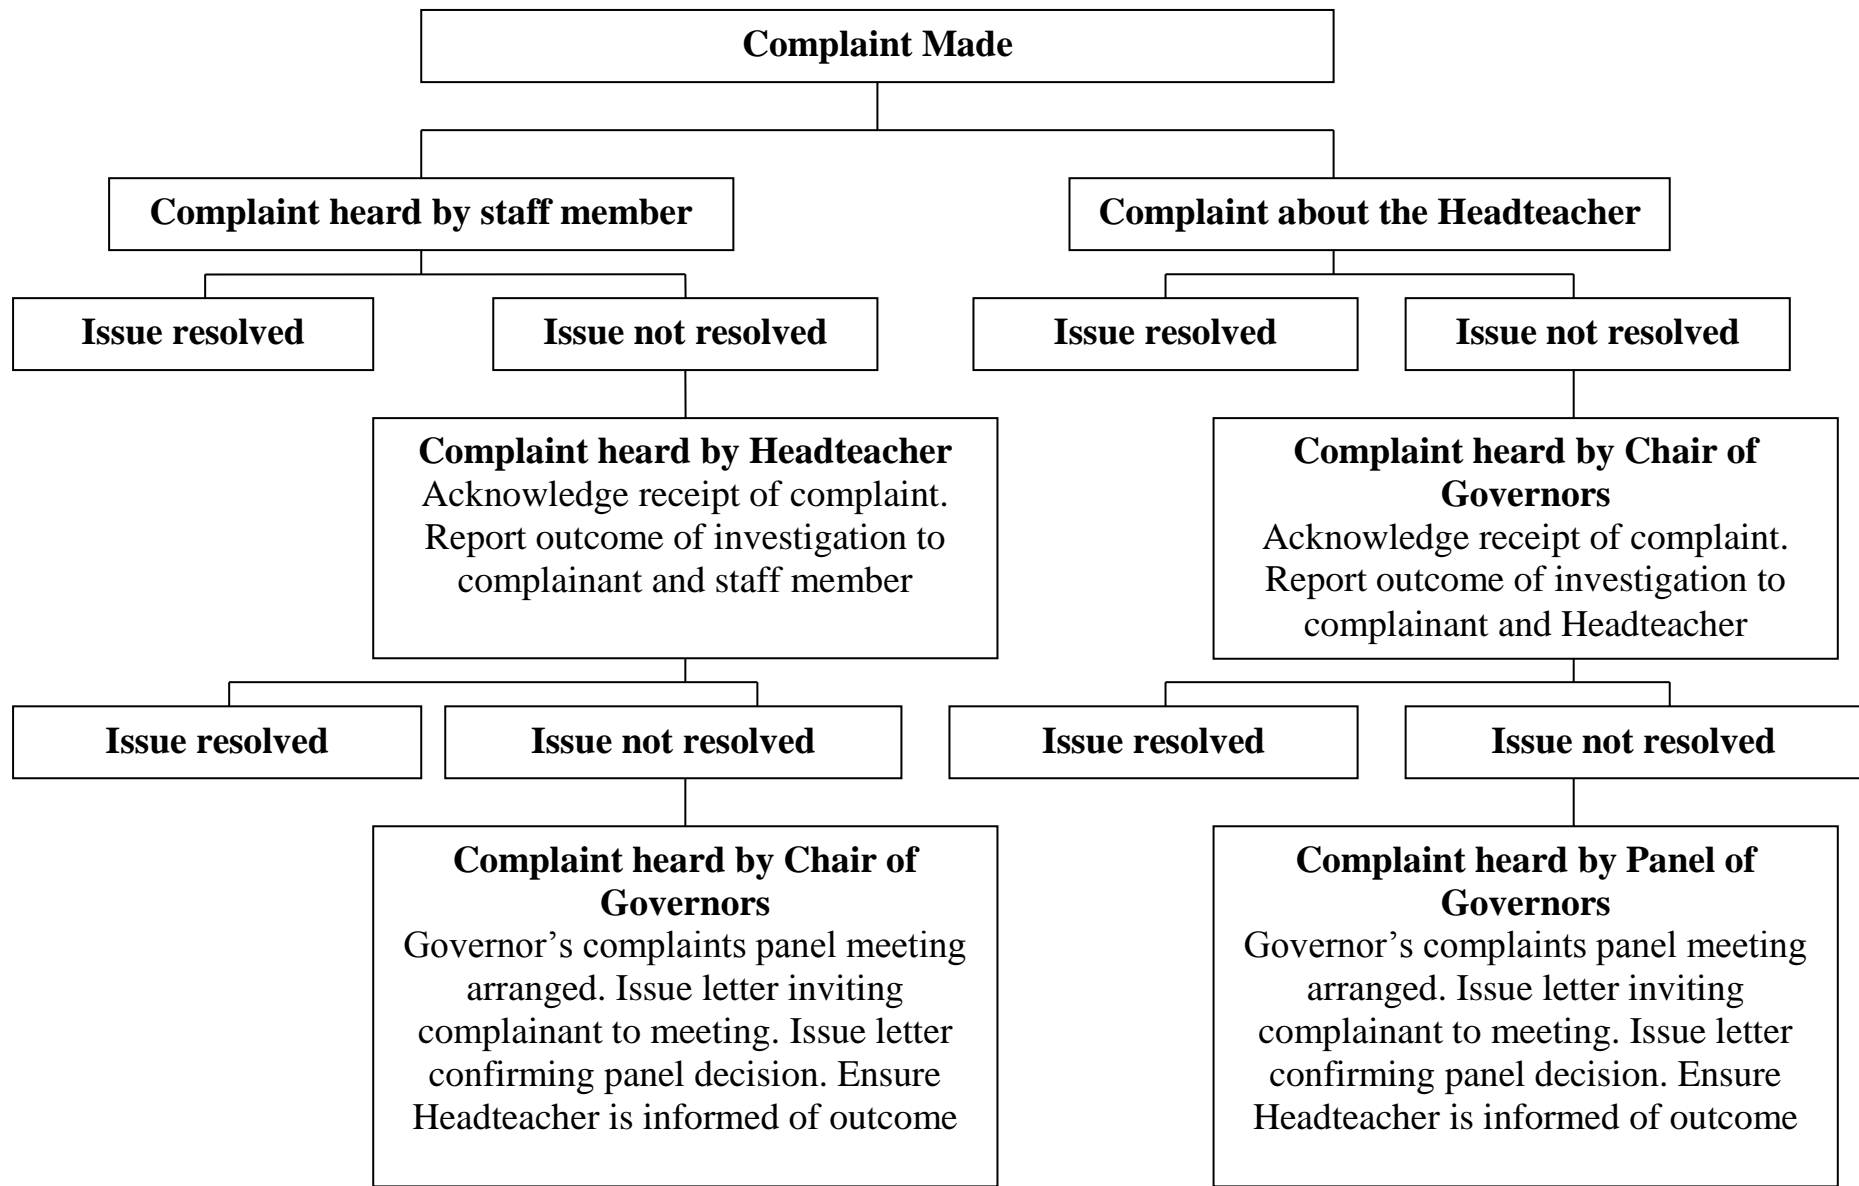 Complaint Made
Complaint heard by staff member
Complaint about the Headteacher
Issue resolved
Issue not resolved
Issue resolved
Issue not resolved
Complaint heard by Headteacher
Acknowledge receipt of complaint.
Report outcome of investigation to
complainant and staff member
Complaint heard by Chair of
Governors
Acknowledge receipt of complaint.
Report outcome of investigation to
complainant and Headteacher
Issue resolved
Issue not resolved
Issue resolved
Issue not resolved
Complaint heard by Chair of
Governors
Governor’s complaints panel meeting
arranged. Issue letter inviting
complainant to meeting. Issue letter
confirming panel decision. Ensure
Headteacher is informed of outcome
Complaint heard by Panel of
Governors
Governor’s complaints panel meeting
arranged. Issue letter inviting
complainant to meeting. Issue letter
confirming panel decision. Ensure
Headteacher is informed of outcome